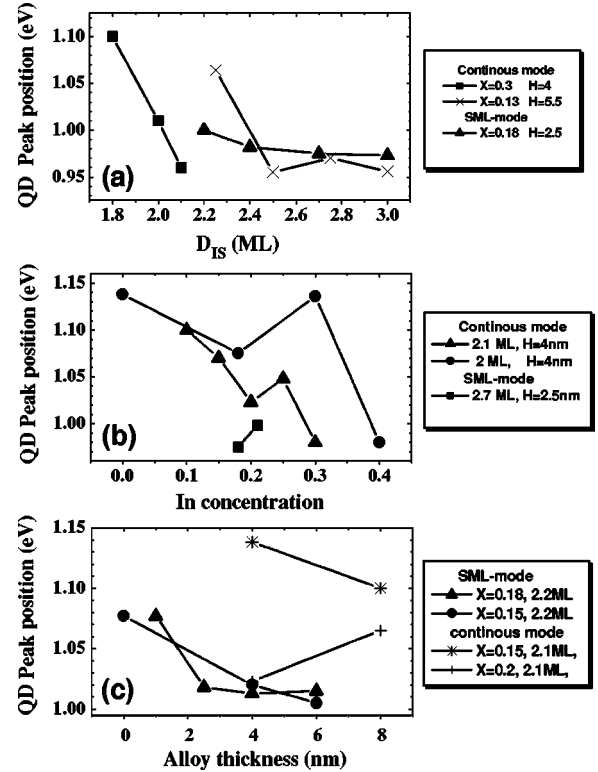 1.10
1.05
1.00
0.95
QD Peak position (eV)
(a)
1.8 2.0 2.2 2.4 2.6 2.8 3.0
D_IS (ML)
Continous mode
X=0.3 H=4
X=0.13 H=5.5
SML-mode
X=0.18 H=2.5
1.15
1.10
1.05
1.00
QD Peak position (eV)
(b)
0.0 0.1 0.2 0.3 0.4
In concentration
Continous mode
2.1 ML, H=4nm
2 ML, H=4nm
SML-mode
2.7 ML, H=2.5nm
1.15
1.10
1.05
1.00
QD Peak position (eV)
(c)
0 2 4 6 8
Alloy thickness (nm)
SML-mode
X=0.18, 2.2ML
X=0.15, 2.2ML
continous mode
X=0.15, 2.1ML,
X=0.2, 2.1ML,